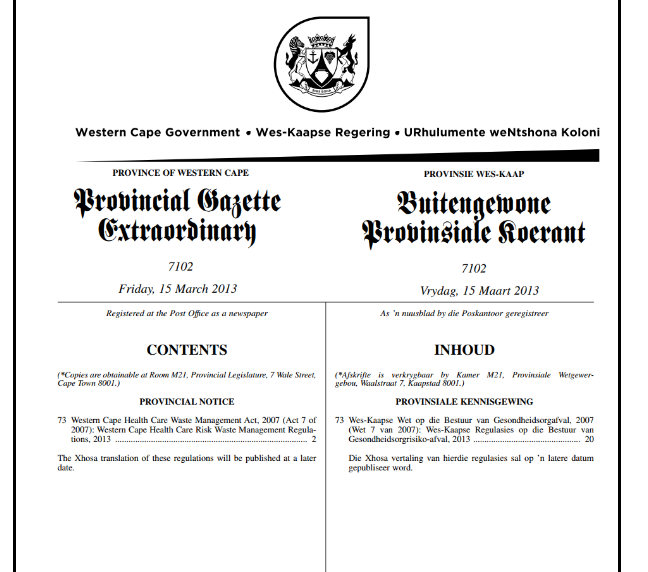 Western Cape Government • Wes-Kaapse Regering • URhulumente weNtshona Koloni
PROVINCE OF WESTERN CAPE
Provincial Gazette
Extraordinary
7102
Friday, 15 March 2013
Registered at the Post Office as a newspaper
CONTENTS
(*Copies are obtainable at Room M21, Provincial Legislature, 7 Wale Street,
Cape Town 8001.)
PROVINCIAL NOTICE
73 Western Cape Health Care Waste Management Act, 2007 (Act 7 of
2007): Western Cape Health Care Risk Waste Management Regula-
tions, 2013 .......................................................................... 2
The Xhosa translation of these regulations will be published at a later
date.
PROVINSIE WES-KAAP
Buitengewone
Provinsiale Koerant
7102
Vrydag, 15 Maart 2013
As 'n nuusblad by die Poskantoor geregistreer
INHOUD
(*Afskrifte is verkrygbaar by Kamer M21, Provinsiale Wetgewer-
gebou, Waalstraat 7, Kaapstad 8001.)
PROVINSIALE KENNISGEWING
73 Wes-Kaapse Wet op die Bestuur van Gesondheidsorgafval, 2007
(Wet 7 van 2007): Wes-Kaapse Regulasies op die Bestuur van
Gesondheidsorgrisiko-afval, 2013 .......................................... 20
Die Xhosa vertaling van hierdie regulasies sal op 'n latere datum
gepubliseer word.